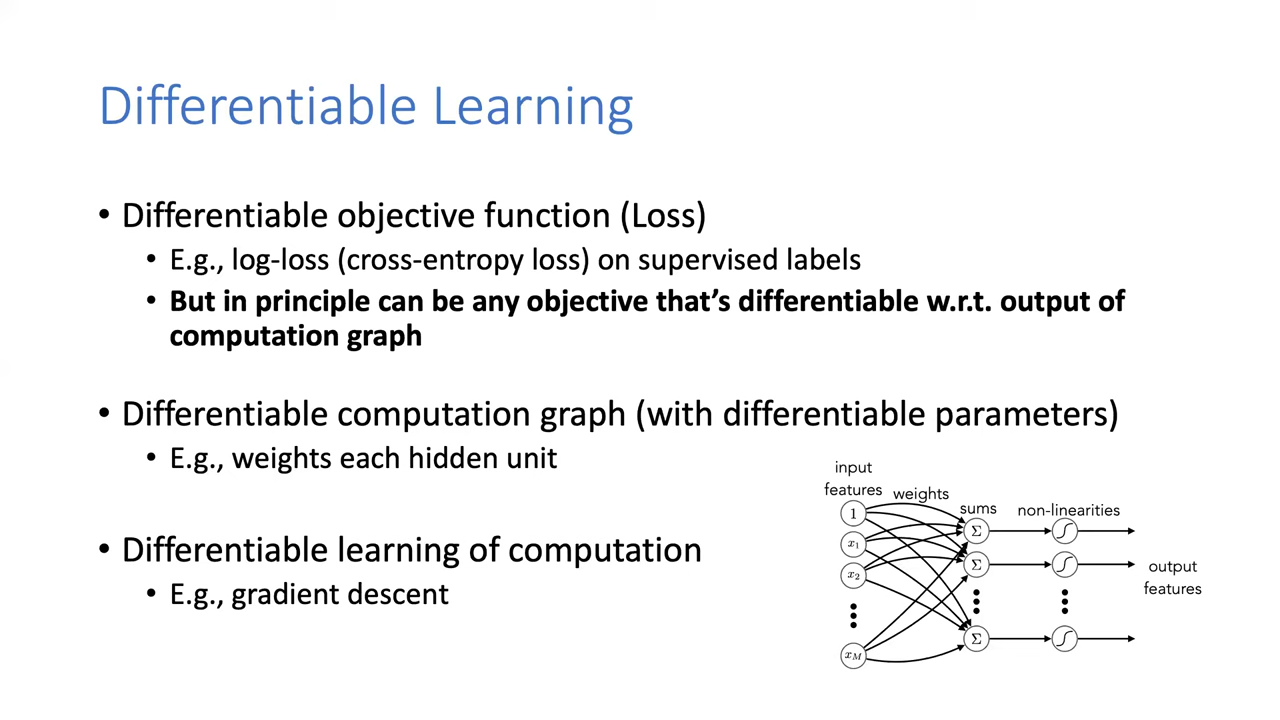 Differentiable Learning
• Differentiable objective function (Loss)
• E.g., log-loss (cross-entropy loss) on supervised labels
• But in principle can be any objective that's differentiable w.r.t. output of
computation graph
• Differentiable computation graph (with differentiable parameters)
• E.g., weights each hidden unit
• Differentiable learning of computation
• E.g., gradient descent
input
features
weights
sums
non-linearities
1
x₁
x₂
x_M
Σ
Σ
Σ
output
features